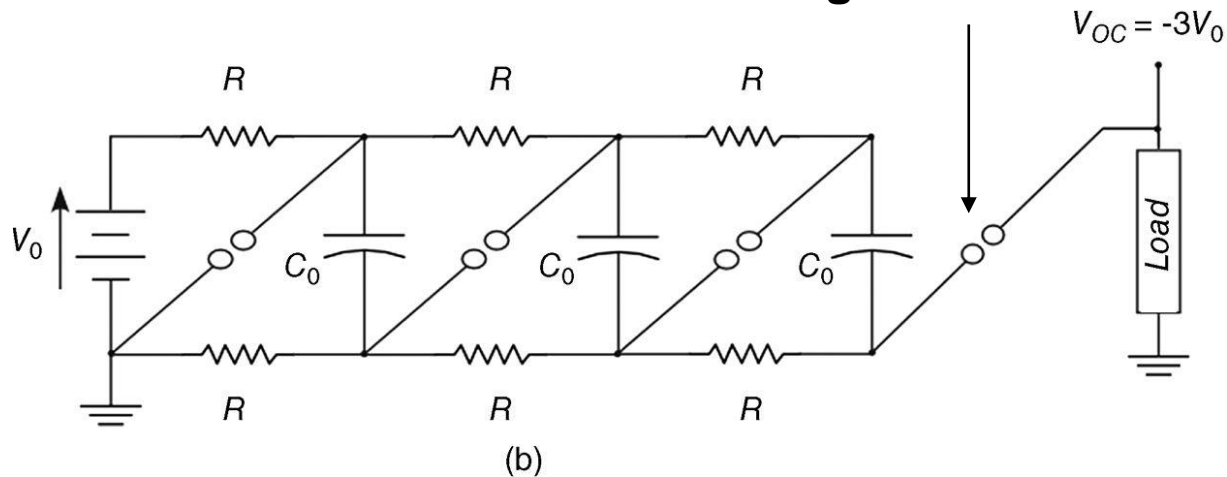 g
V_OC = -3V_0
R R R
V_0
C_0 C_0 C_0
Load
R R R
(b)